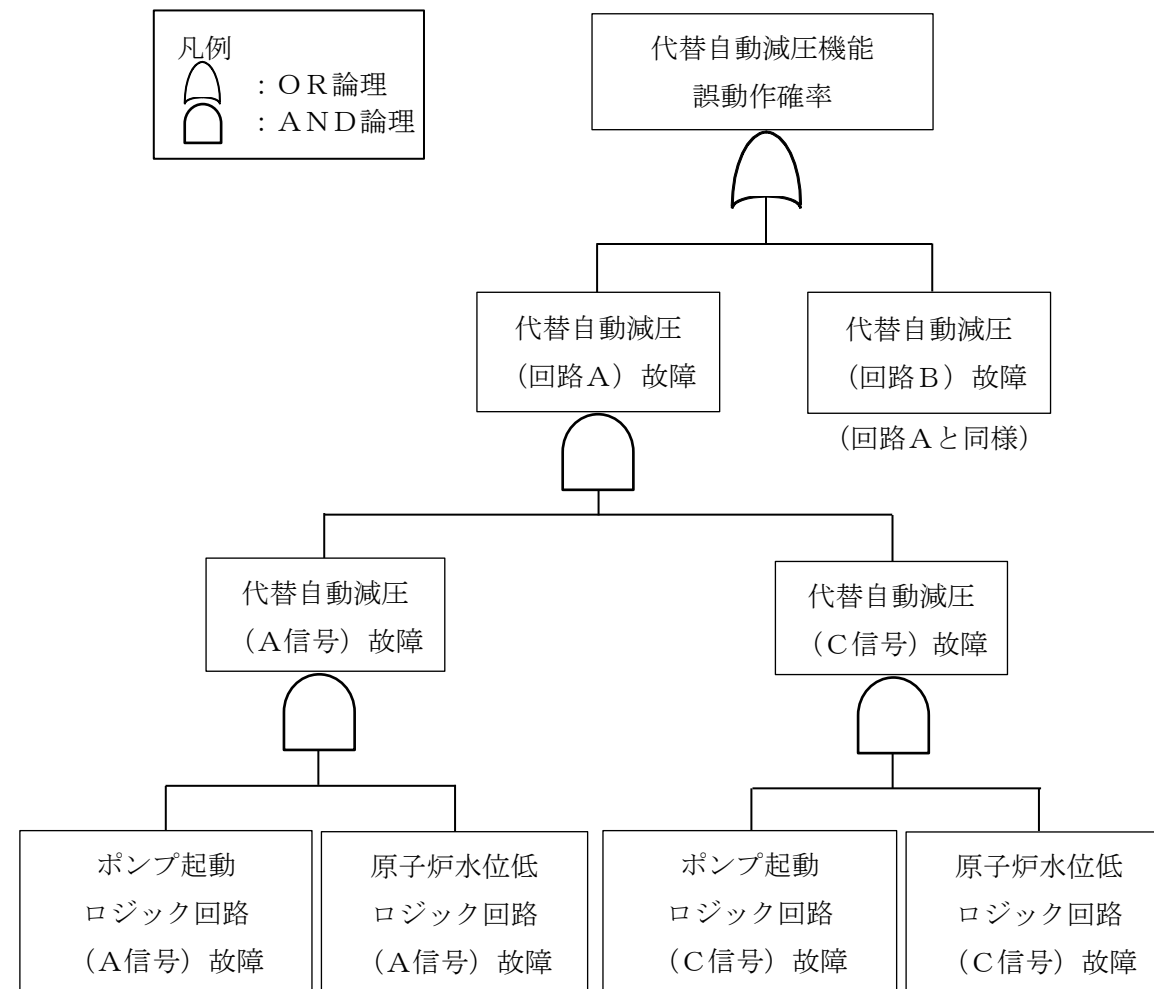 凡例
：ＯＲ論理
：ＡＮＤ論理
代替自動減圧機能
誤動作確率
代替自動減圧
（回路Ａ）故障
代替自動減圧
（回路Ｂ）故障
（回路Ａと同様）
代替自動減圧
（Ａ信号）故障
代替自動減圧
（Ｃ信号）故障
ポンプ起動
ロジック回路
（Ａ信号）故障
原子炉水位低
ロジック回路
（Ａ信号）故障
ポンプ起動
ロジック回路
（Ｃ信号）故障
原子炉水位低
ロジック回路
（Ｃ信号）故障